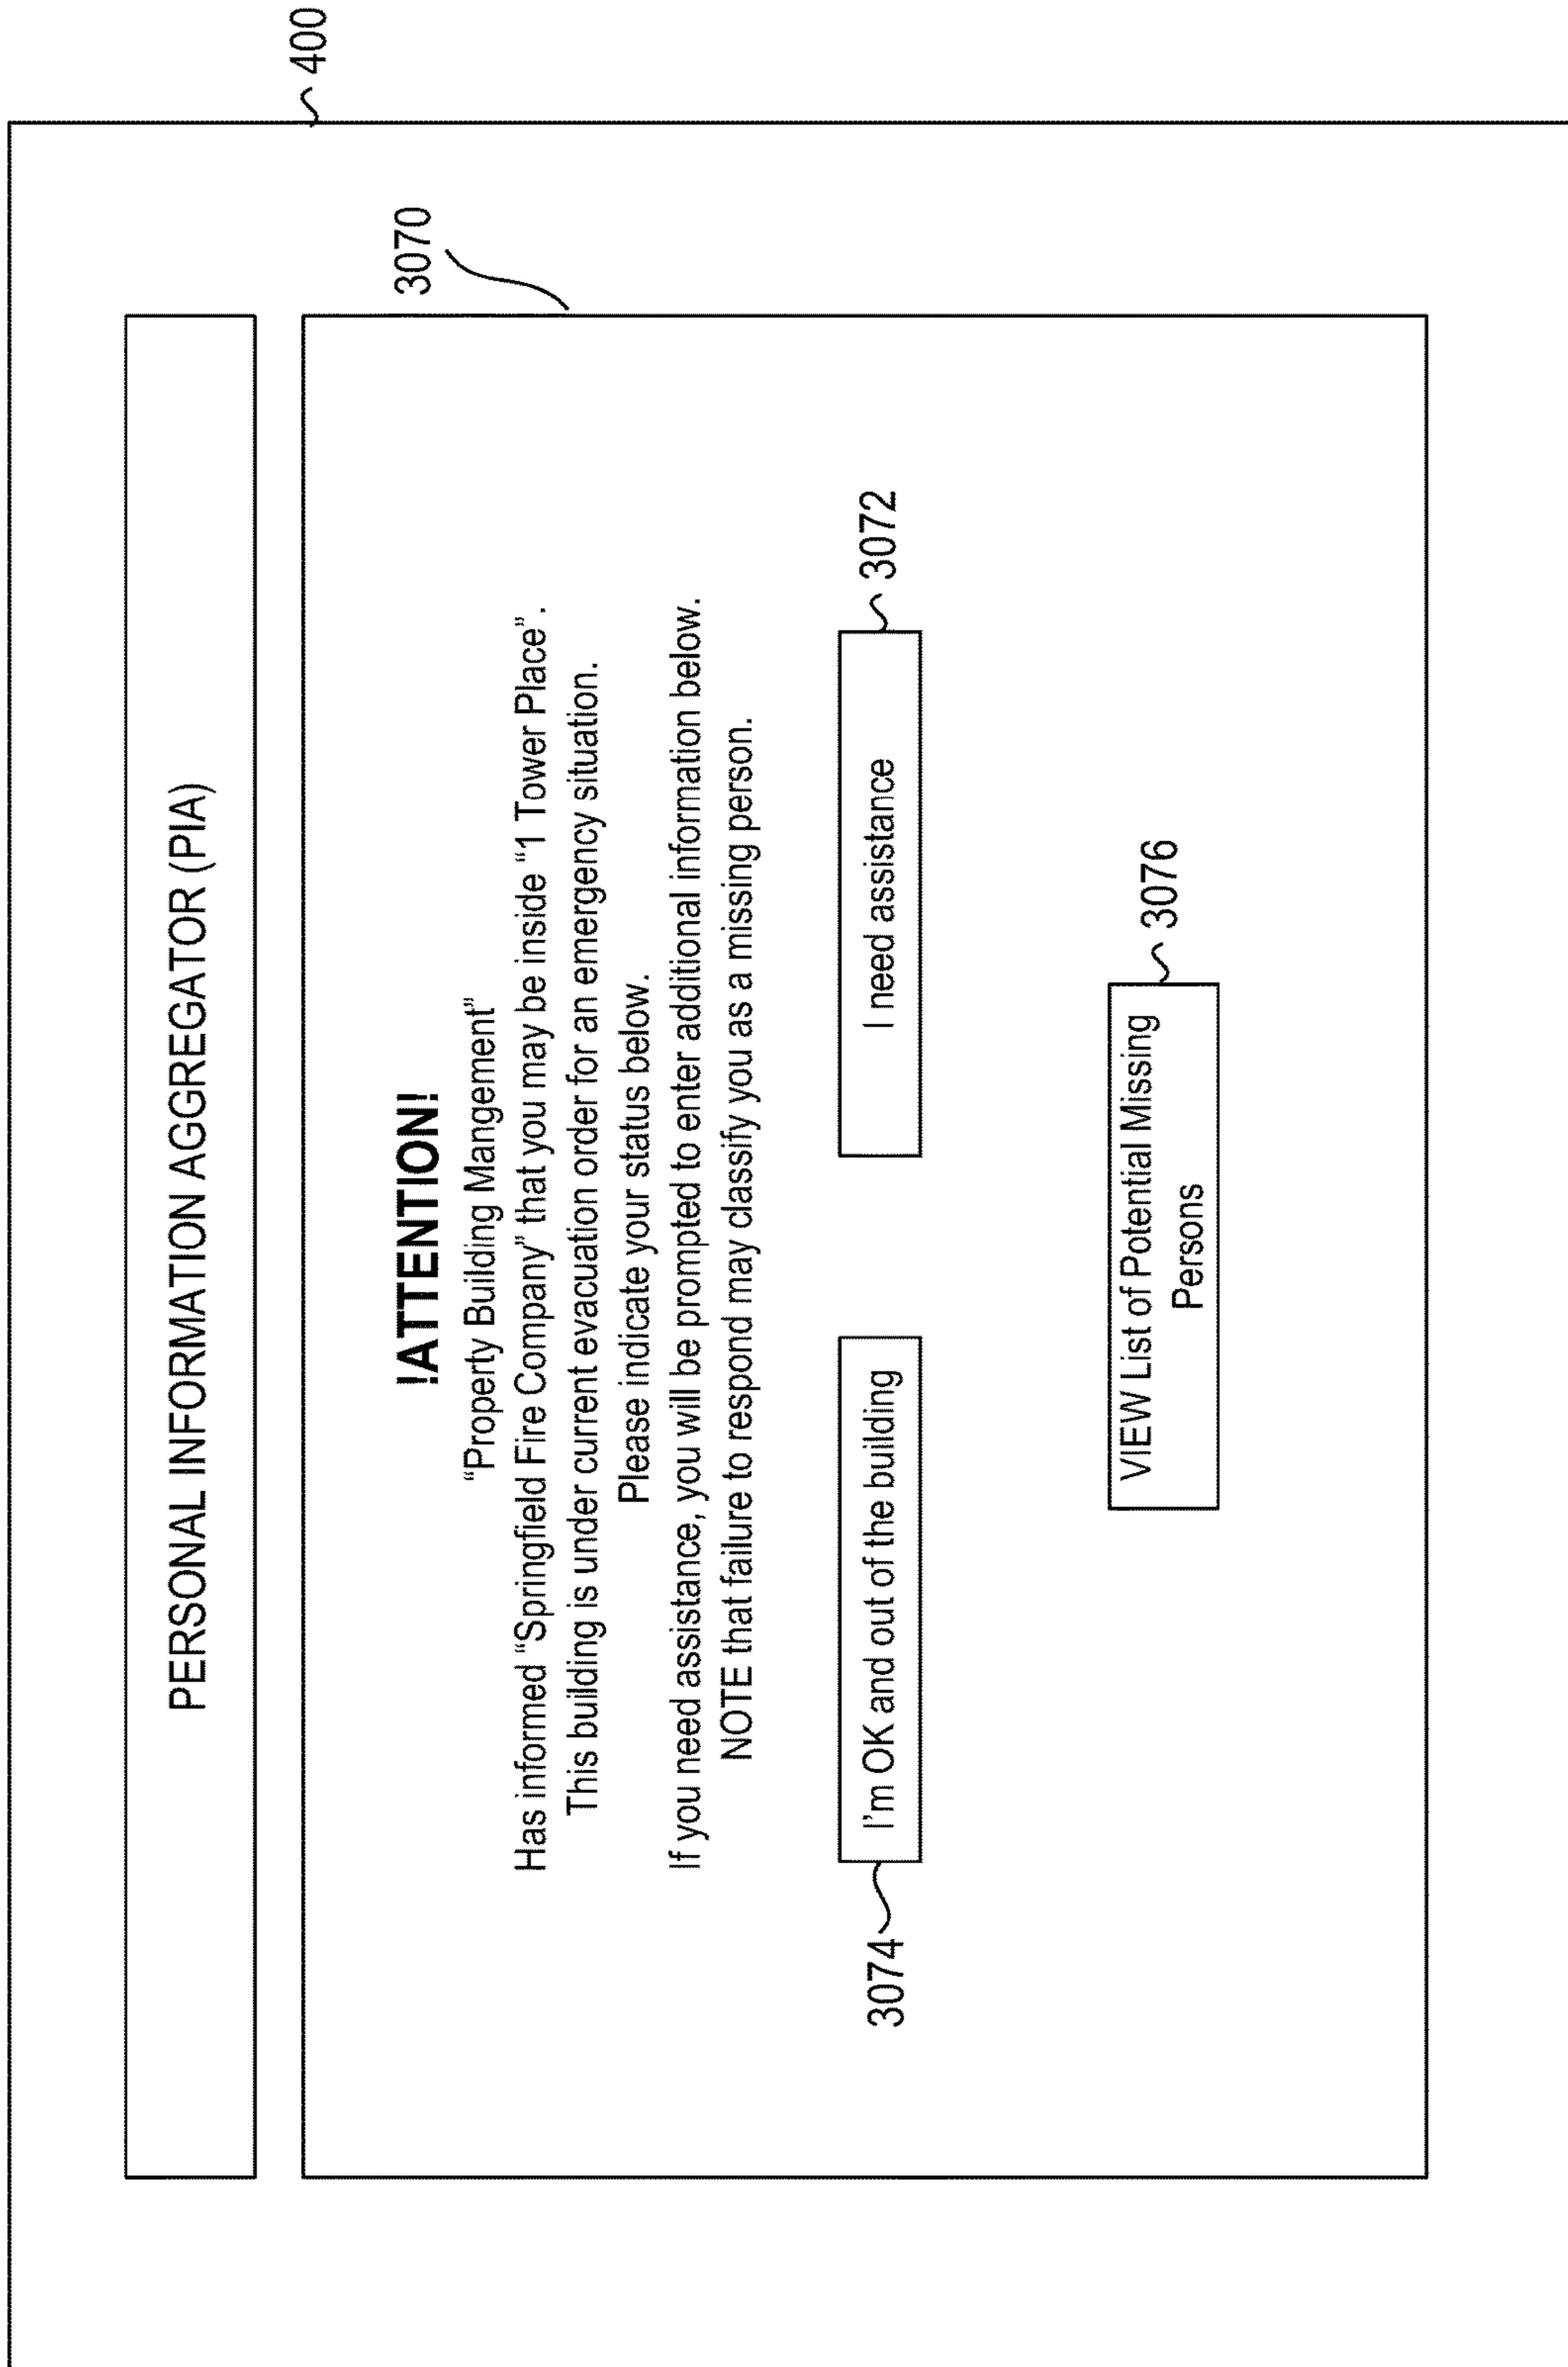 400
PERSONAL INFORMATION AGGREGATOR (PIA)
3070
!ATTENTION!
“Property Building Mangement”
Has informed “Springfield Fire Company” that you may be inside “1 Tower Place”.
This building is under current evacuation order for an emergency situation.
Please indicate your status below.
If you need assistance, you will be prompted to enter additional information below.
NOTE that failure to respond may classify you as a missing person.
3074
I’m OK and out of the building
I need assistance
3072
VIEW List of Potential Missing
Persons
3076